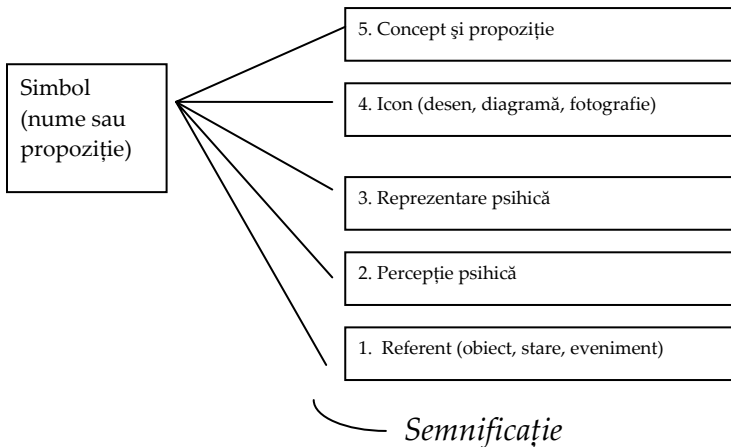 Simbol
(nume sau
propoziție)
5. Concept şi propoziție
4. Icon (desen, diagramă, fotografie)
3. Reprezentare psihică
2. Percepție psihică
1. Referent (obiect, stare, eveniment)
Semnificație